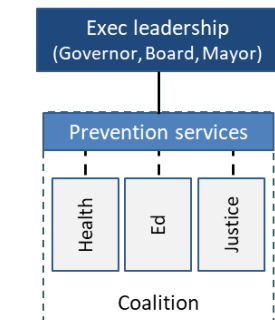 Exec leadership
(Governor, Board, Mayor)
Prevention services
Health
Ed
Justice
Coalition